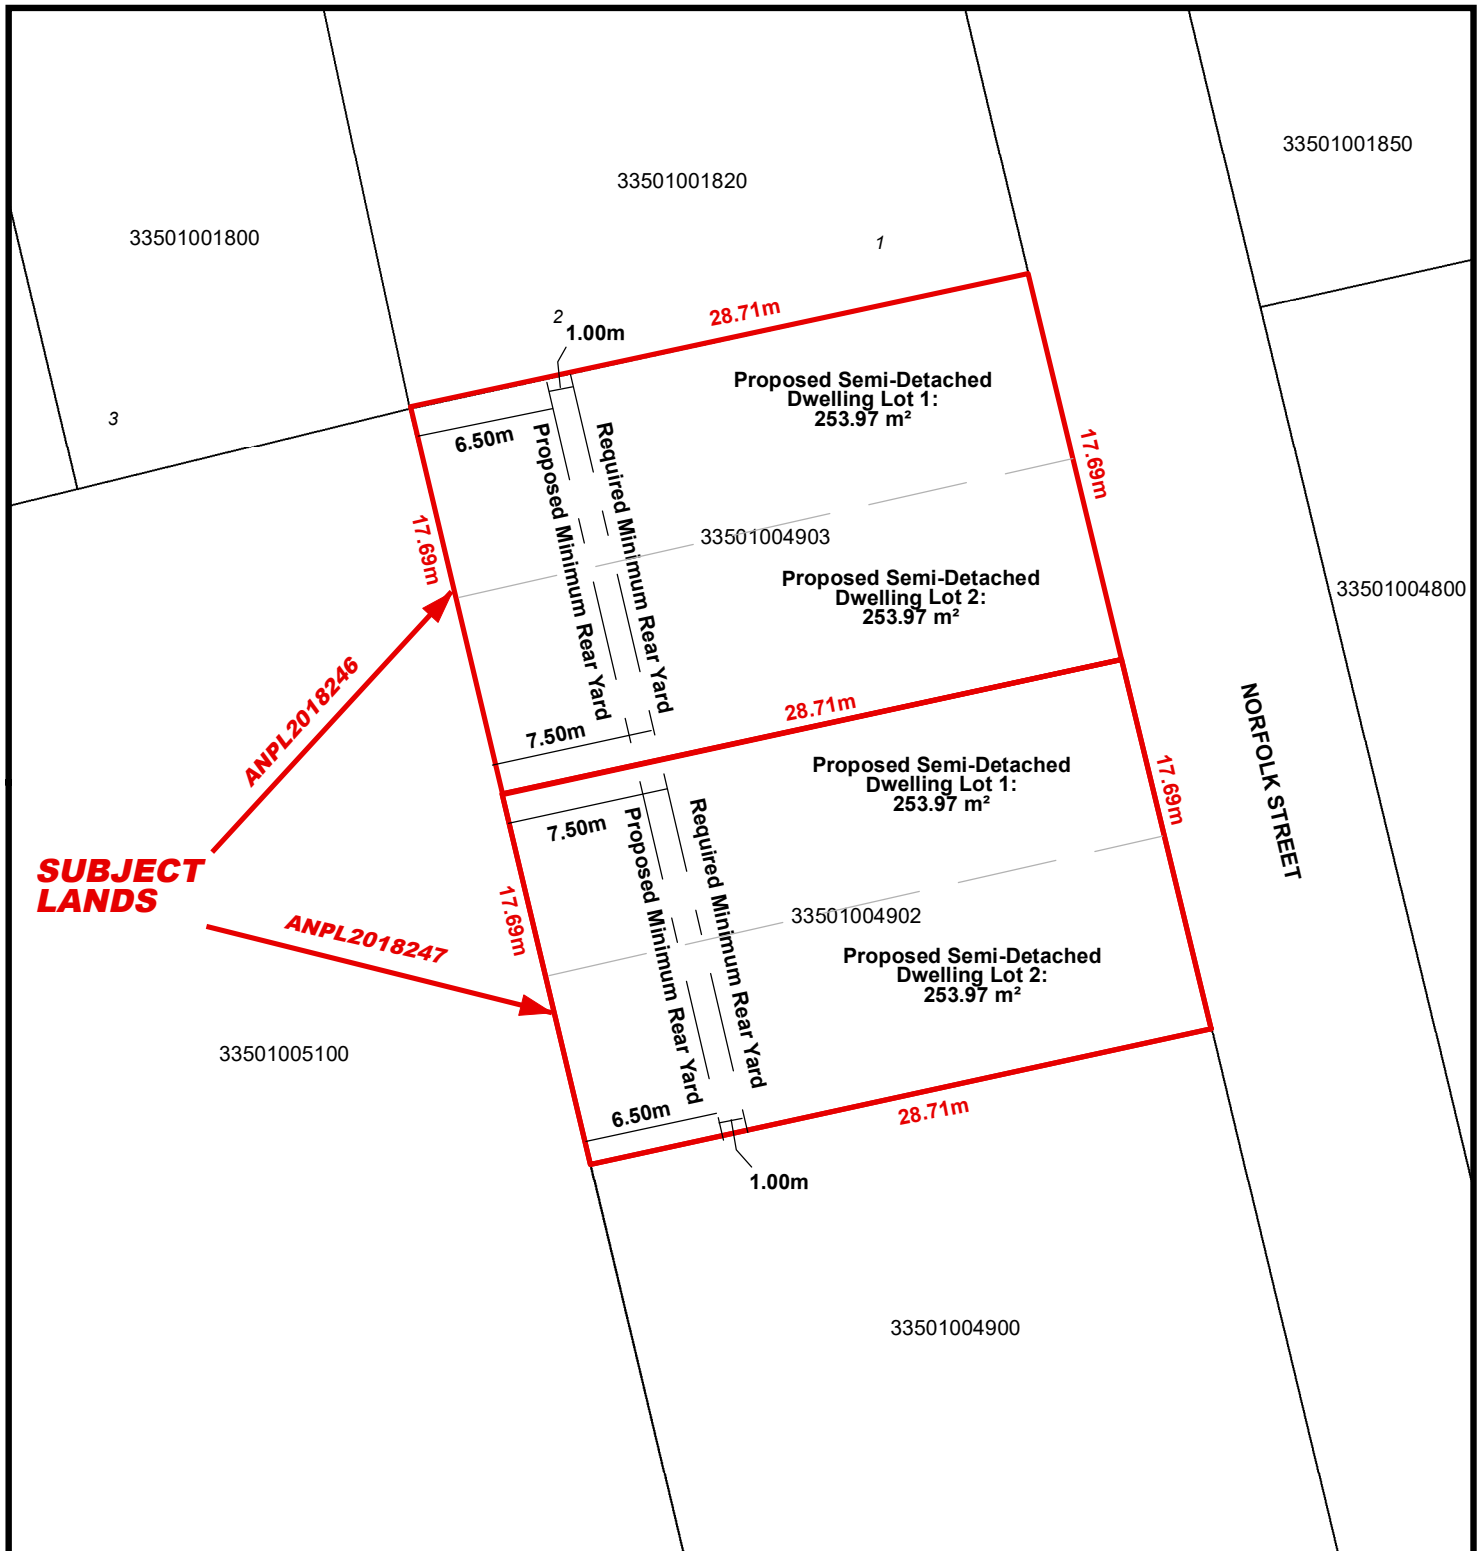 33501001850
33501001820
33501001800
1
2
1.00m
28.71m
3
Proposed Semi-Detached
Dwelling Lot 1:
253.97 m²
6.50m
Proposed Minimum Rear Yard
Required Minimum Rear Yard
17.69m
17.69m
33501004903
Proposed Semi-Detached
Dwelling Lot 2:
253.97 m²
33501004800
ANPL2018246
7.50m
28.71m
NORFOLK STREET
Proposed Semi-Detached
Dwelling Lot 1:
253.97 m²
7.50m
Proposed Minimum Rear Yard
Required Minimum Rear Yard
17.69m
SUBJECT
LANDS
17.69m
ANPL2018247
33501004902
Proposed Semi-Detached
Dwelling Lot 2:
253.97 m²
33501005100
6.50m
28.71m
1.00m
33501004900